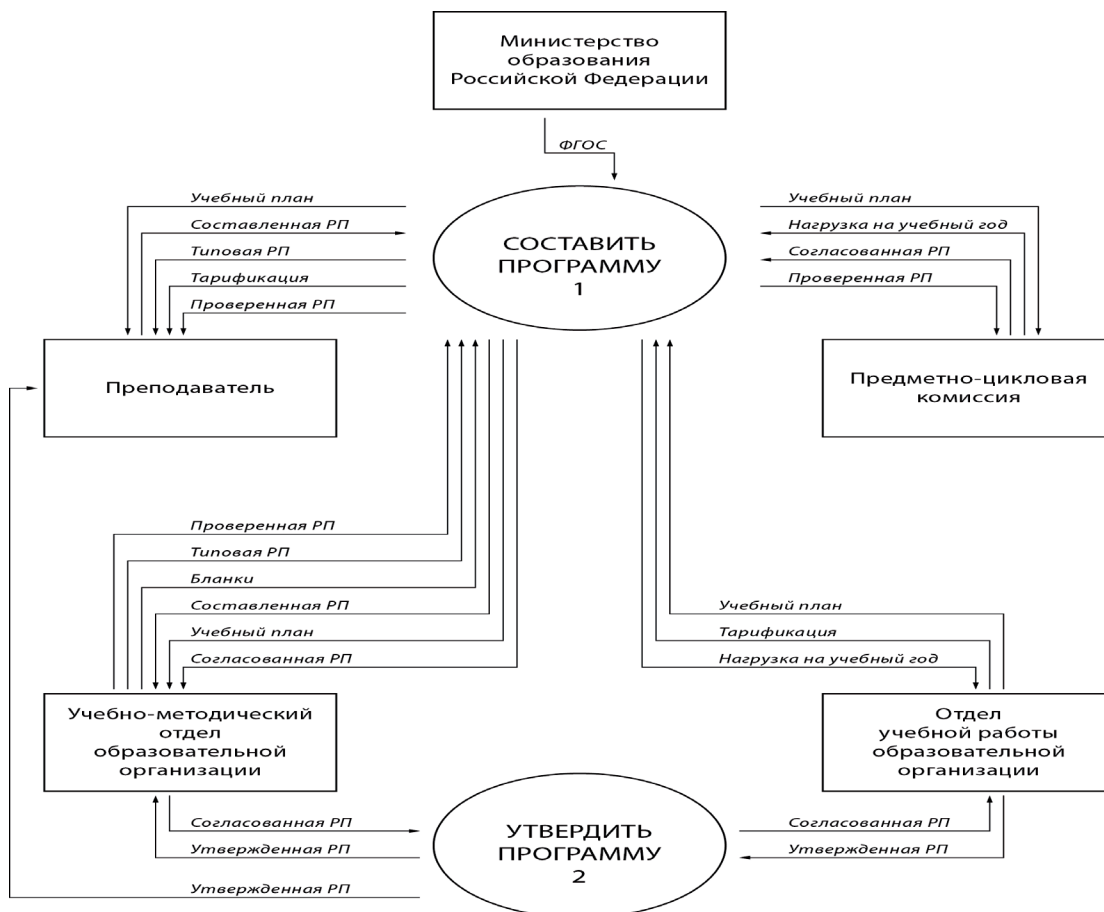 Министерство
образования
Российской Федерации
ФГОС
Учебный план
Составленная РП
Типовая РП
Тарификация
Проверенная РП
СОСТАВИТЬ
ПРОГРАММУ
1
Учебный план
Нагрузка на учебный год
Согласованная РП
Проверенная РП
Преподаватель
Предметно-цикловая
комиссия
Проверенная РП
Типовая РП
Бланки
Составленная РП
Учебный план
Согласованная РП
Учебный план
Тарификация
Нагрузка на учебный год
Учебно-методический
отдел
образовательной
организации
Отдел
учебной работы
образовательной
организации
Согласованная РП
Утвержденная РП
Утвержденная РП
УТВЕРДИТЬ
ПРОГРАММУ
2
Согласованная РП
Утвержденная РП